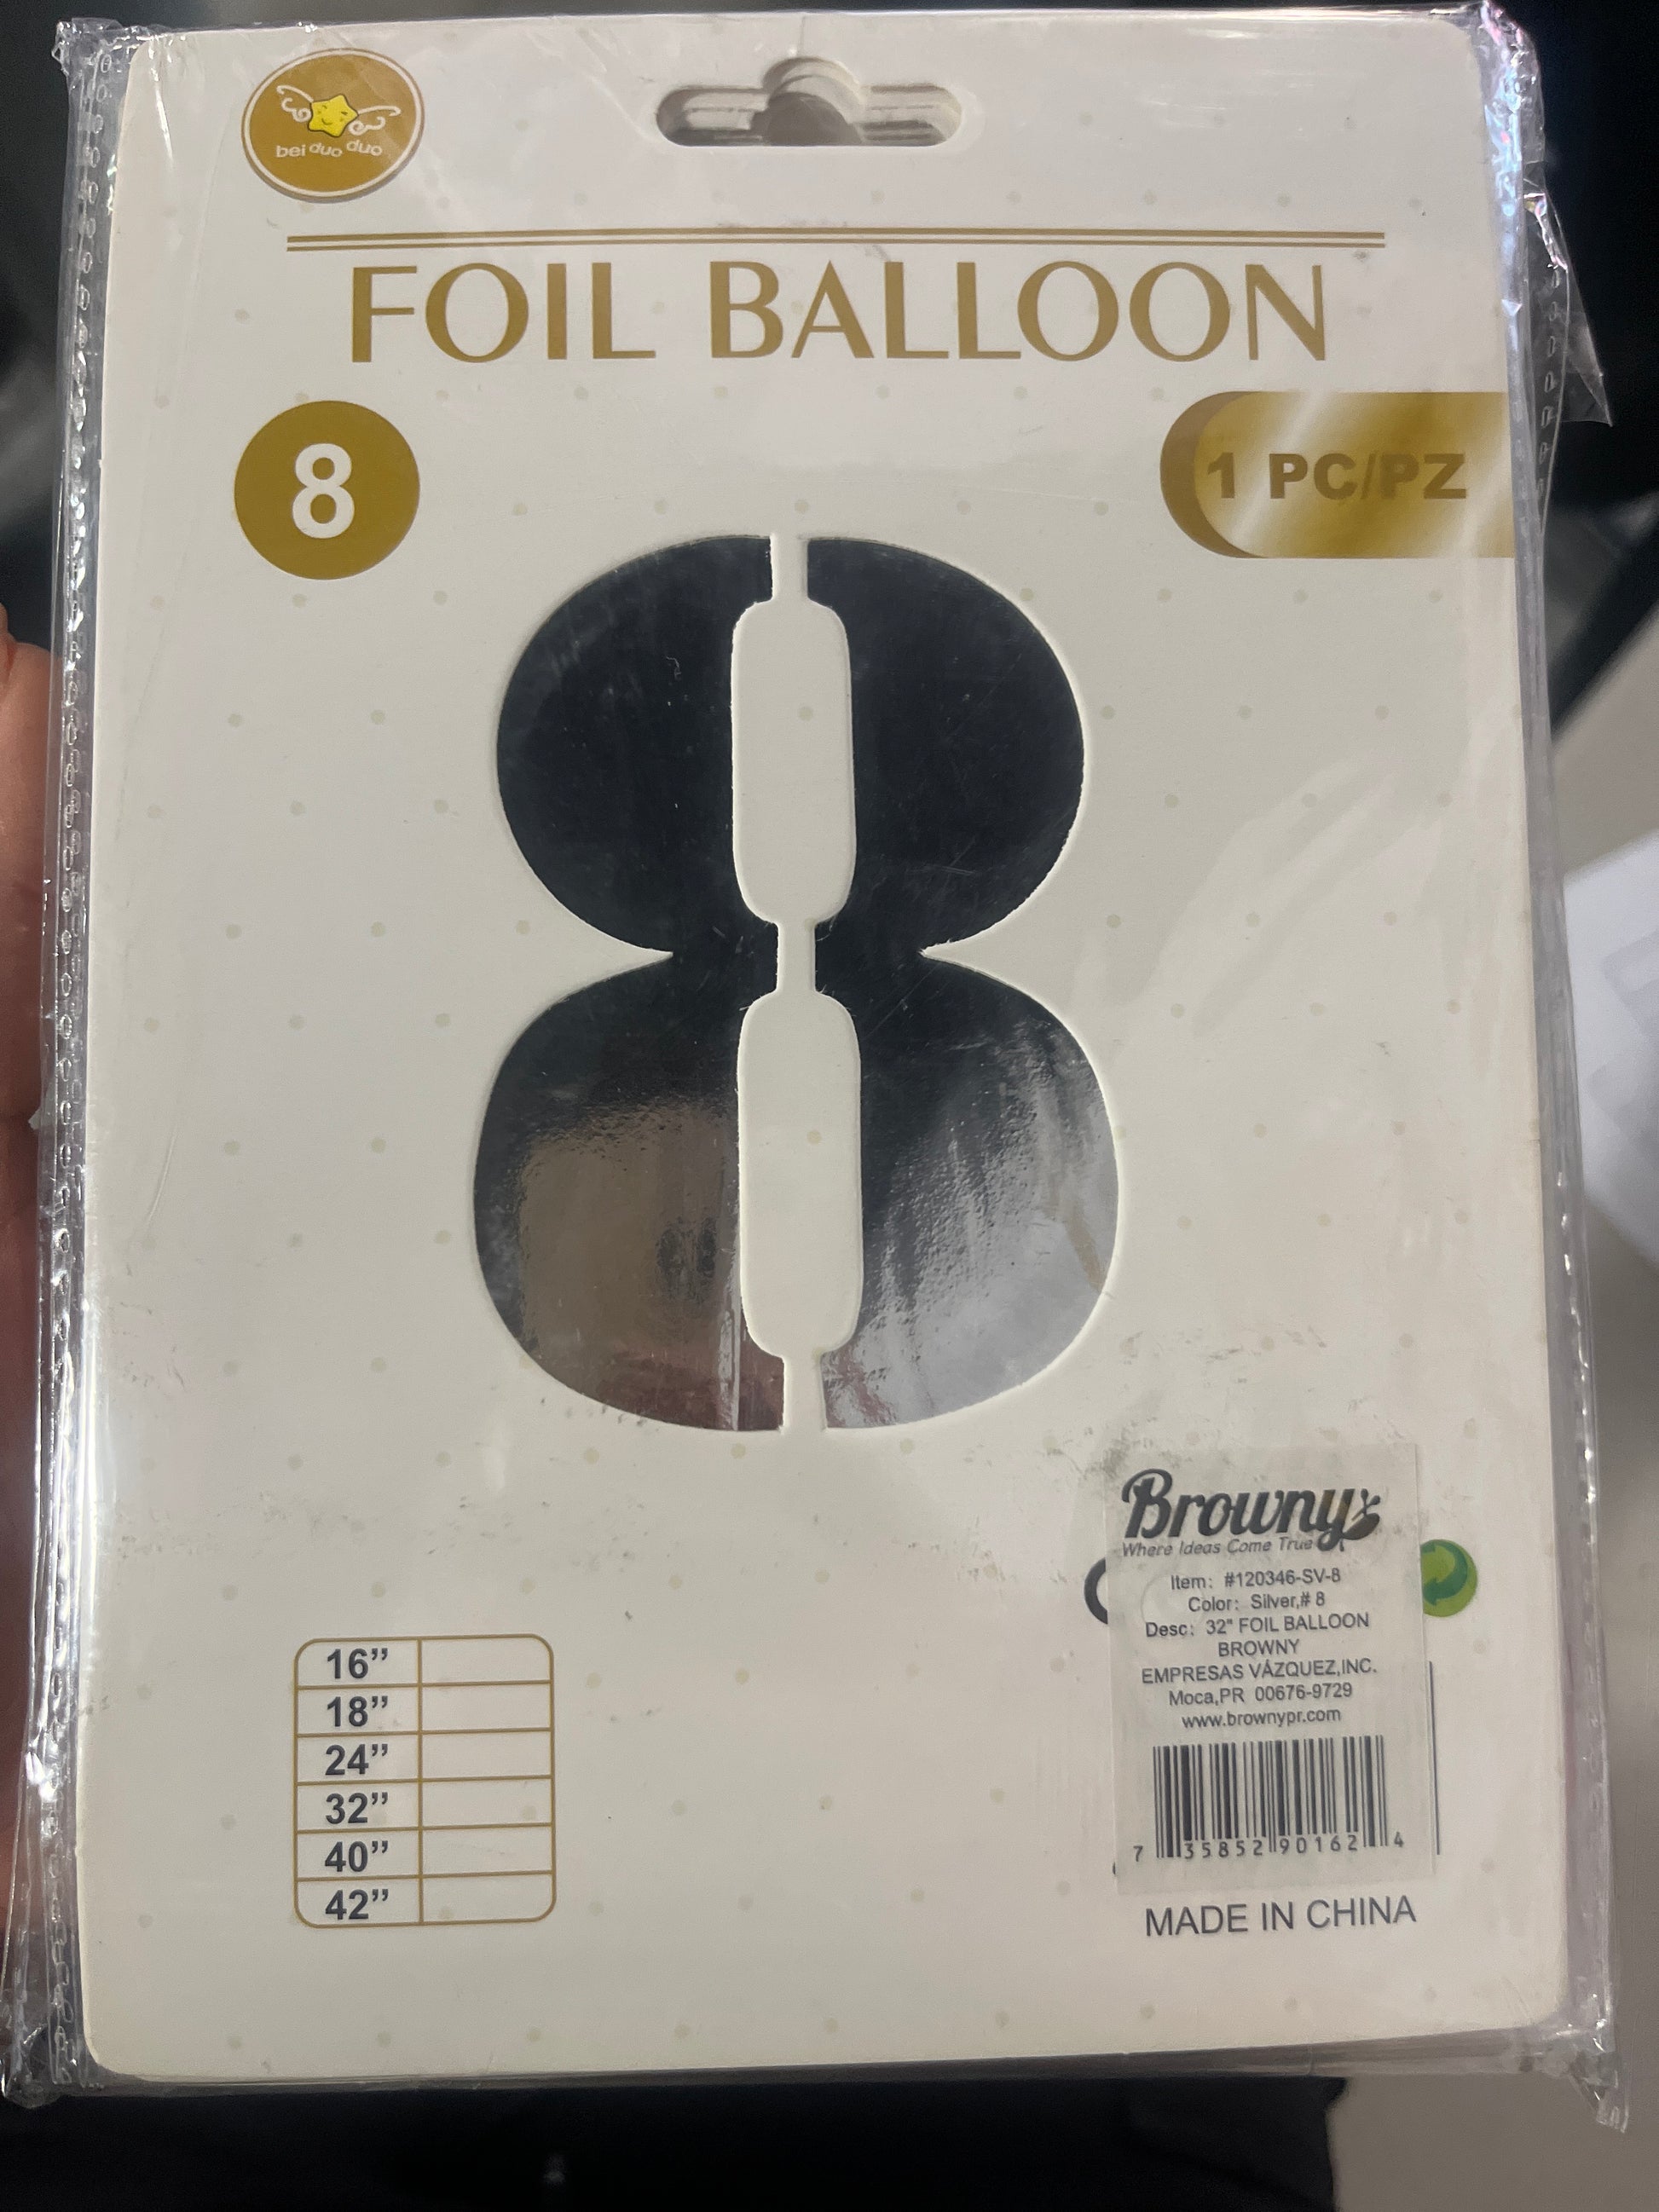 bei duo duo
FOIL BALLOON
8
1 PC/PZ
Browny
Where Ideas Come True
Item: #120346-SV-8
Color: Silver,# 8
Desc: 32" FOIL BALLOON
BROWNY
EMPRESAS VÁZQUEZ,INC.
Moca,PR 00676-9729
www.brownypr.com
7 35852 90162 4
16”
18”
24”
32”
40”
42”
MADE IN CHINA